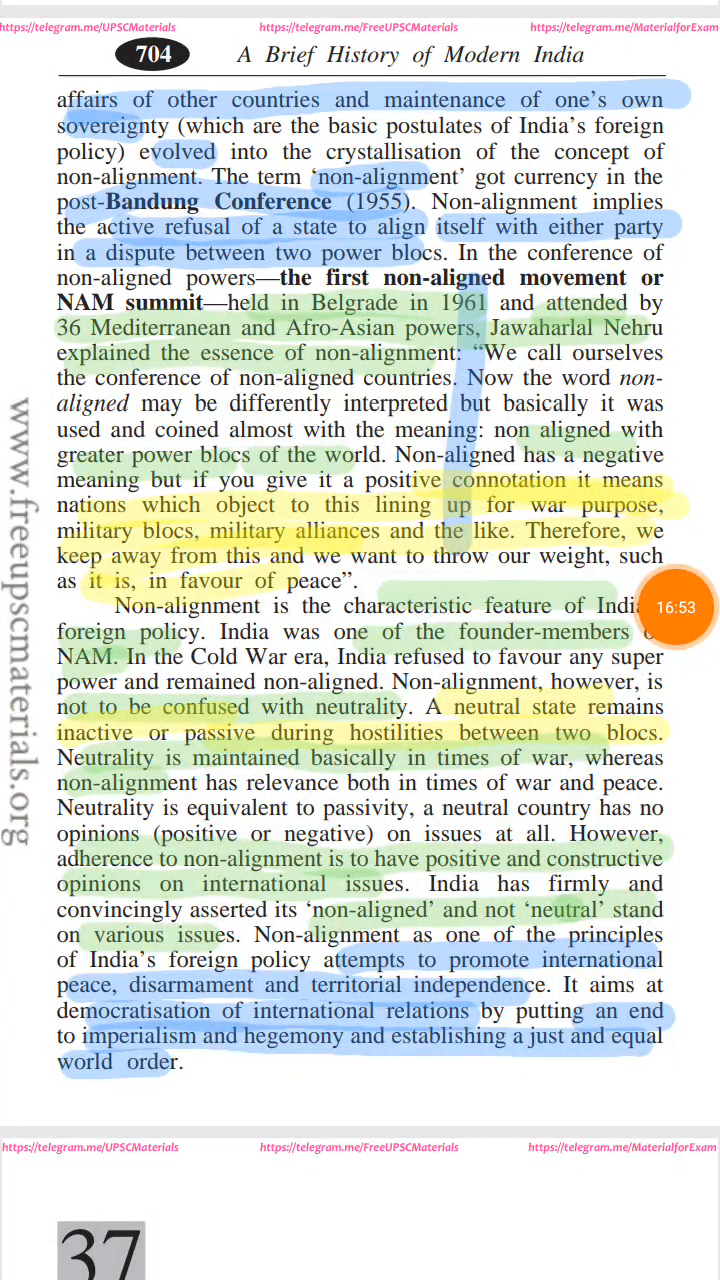 https://telegram.me/UPSCMaterials https://telegram.me/FreeUPSCMaterials https://telegram.me/MaterialforExam
704 A Brief History of Modern India
affairs of other countries and maintenance of one's own
sovereignty (which are the basic postulates of India's foreign
policy) evolved into the crystallisation of the concept of
non-alignment. The term 'non-alignment' got currency in the
post-Bandung Conference (1955). Non-alignment implies
the active refusal of a state to align itself with either party
in a dispute between two power blocs. In the conference of
non-aligned powers—the first non-aligned movement or
NAM summit—held in Belgrade in 1961 and attended by
36 Mediterranean and Afro-Asian powers, Jawaharlal Nehru
explained the essence of non-alignment: “We call ourselves
the conference of non-aligned countries. Now the word non-
aligned may be differently interpreted but basically it was
used and coined almost with the meaning: non aligned with
greater power blocs of the world. Non-aligned has a negative
meaning but if you give it a positive connotation it means
nations which object to this lining up for war purpose,
military blocs, military alliances and the like. Therefore, we
keep away from this and we want to throw our weight, such
as it is, in favour of peace”.
Non-alignment is the characteristic feature of
foreign policy. India was one of the founder-members
NAM. In the Cold War era, India refused to favour any super
power and remained non-aligned. Non-alignment, however, is
not to be confused with neutrality. A neutral state remains
inactive or passive during hostilities between two blocs.
Neutrality is maintained basically in times of war, whereas
non-alignment has relevance both in times of war and peace.
Neutrality is equivalent to passivity, a neutral country has no
opinions (positive or negative) on issues at all. However,
adherence to non-alignment is to have positive and constructive
opinions on international issues. India has firmly and
convincingly asserted its 'non-aligned' and not 'neutral' stand
on various issues. Non-alignment as one of the principles
of India's foreign policy attempts to promote international
peace, disarmament and territorial independence. It aims at
democratisation of international relations by putting an end
to imperialism and hegemony and establishing a just and equal
world order.
www.freeupscmaterials.org
16:53
https://telegram.me/UPSCMaterials https://telegram.me/FreeUPSCMaterials https://telegram.me/MaterialforExam
37